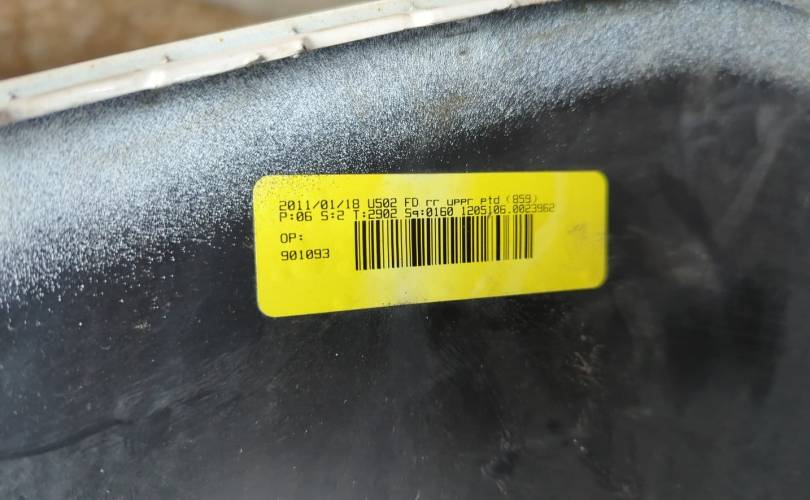 2011/01/18 U502 FD rr uppr ptd (859)
P:06 S:2 T:2902 Sq:0160 1205106.0023962
OP:
901093